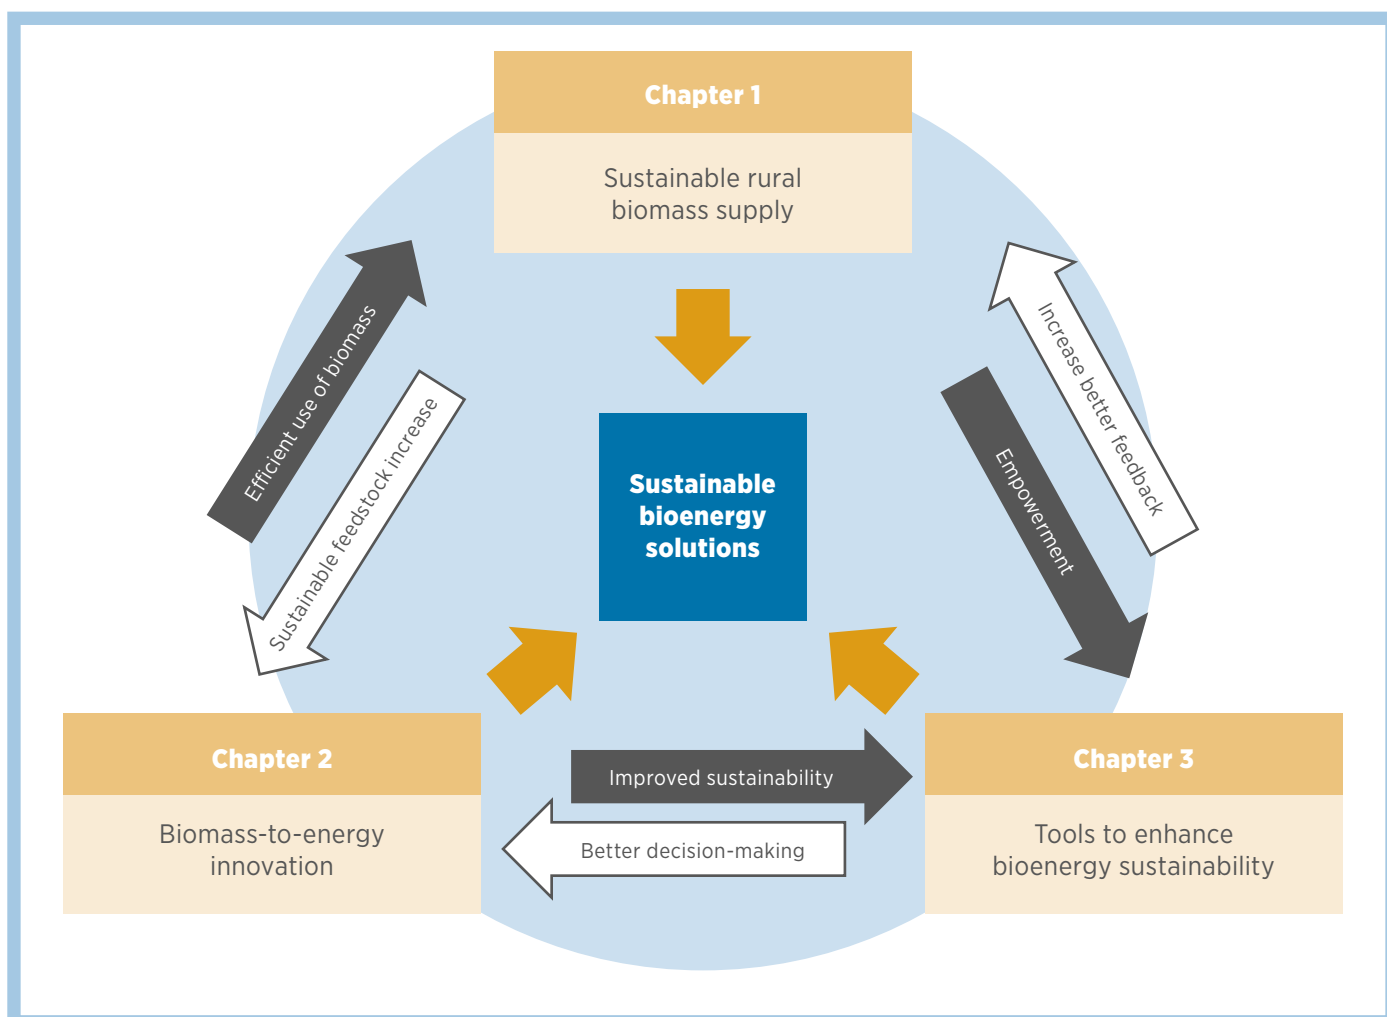 Chapter 1
Sustainable rural
biomass supply
Efficient use of biomass
Sustainable feedstock increase
Increase better feedback
Empowerment
Sustainable
bioenergy
solutions
Chapter 2
Biomass-to-energy
innovation
Improved sustainability
Better decision-making
Chapter 3
Tools to enhance
bioenergy sustainability